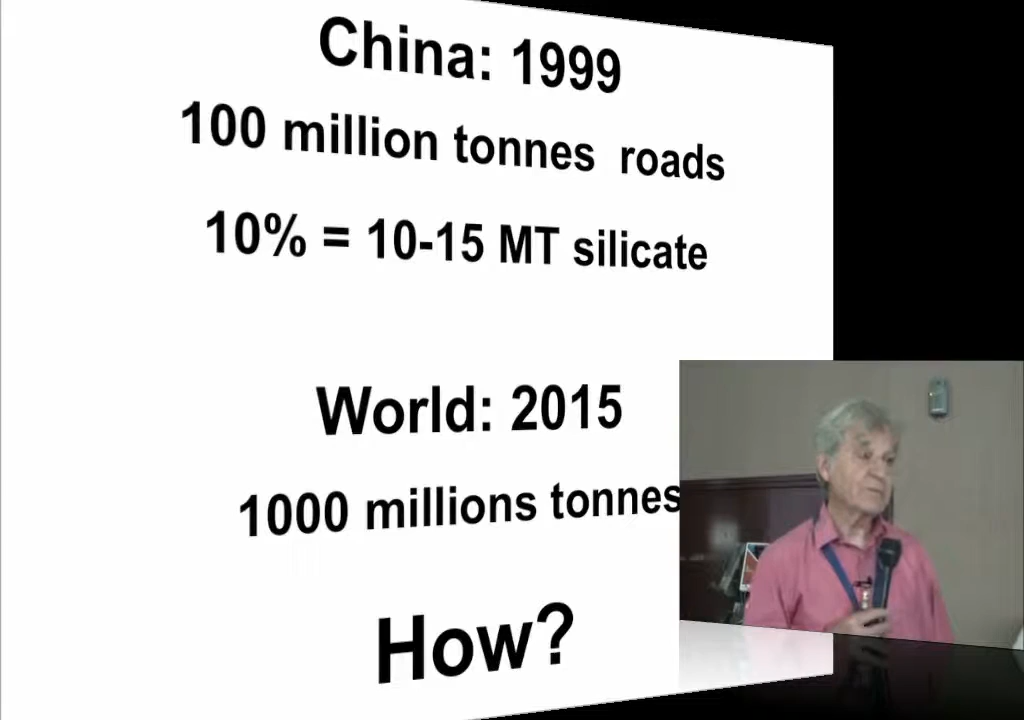 China: 1999
100 million tonnes roads
10% = 10-15 MT silicate
World: 2015
1000 millions tonnes
How?